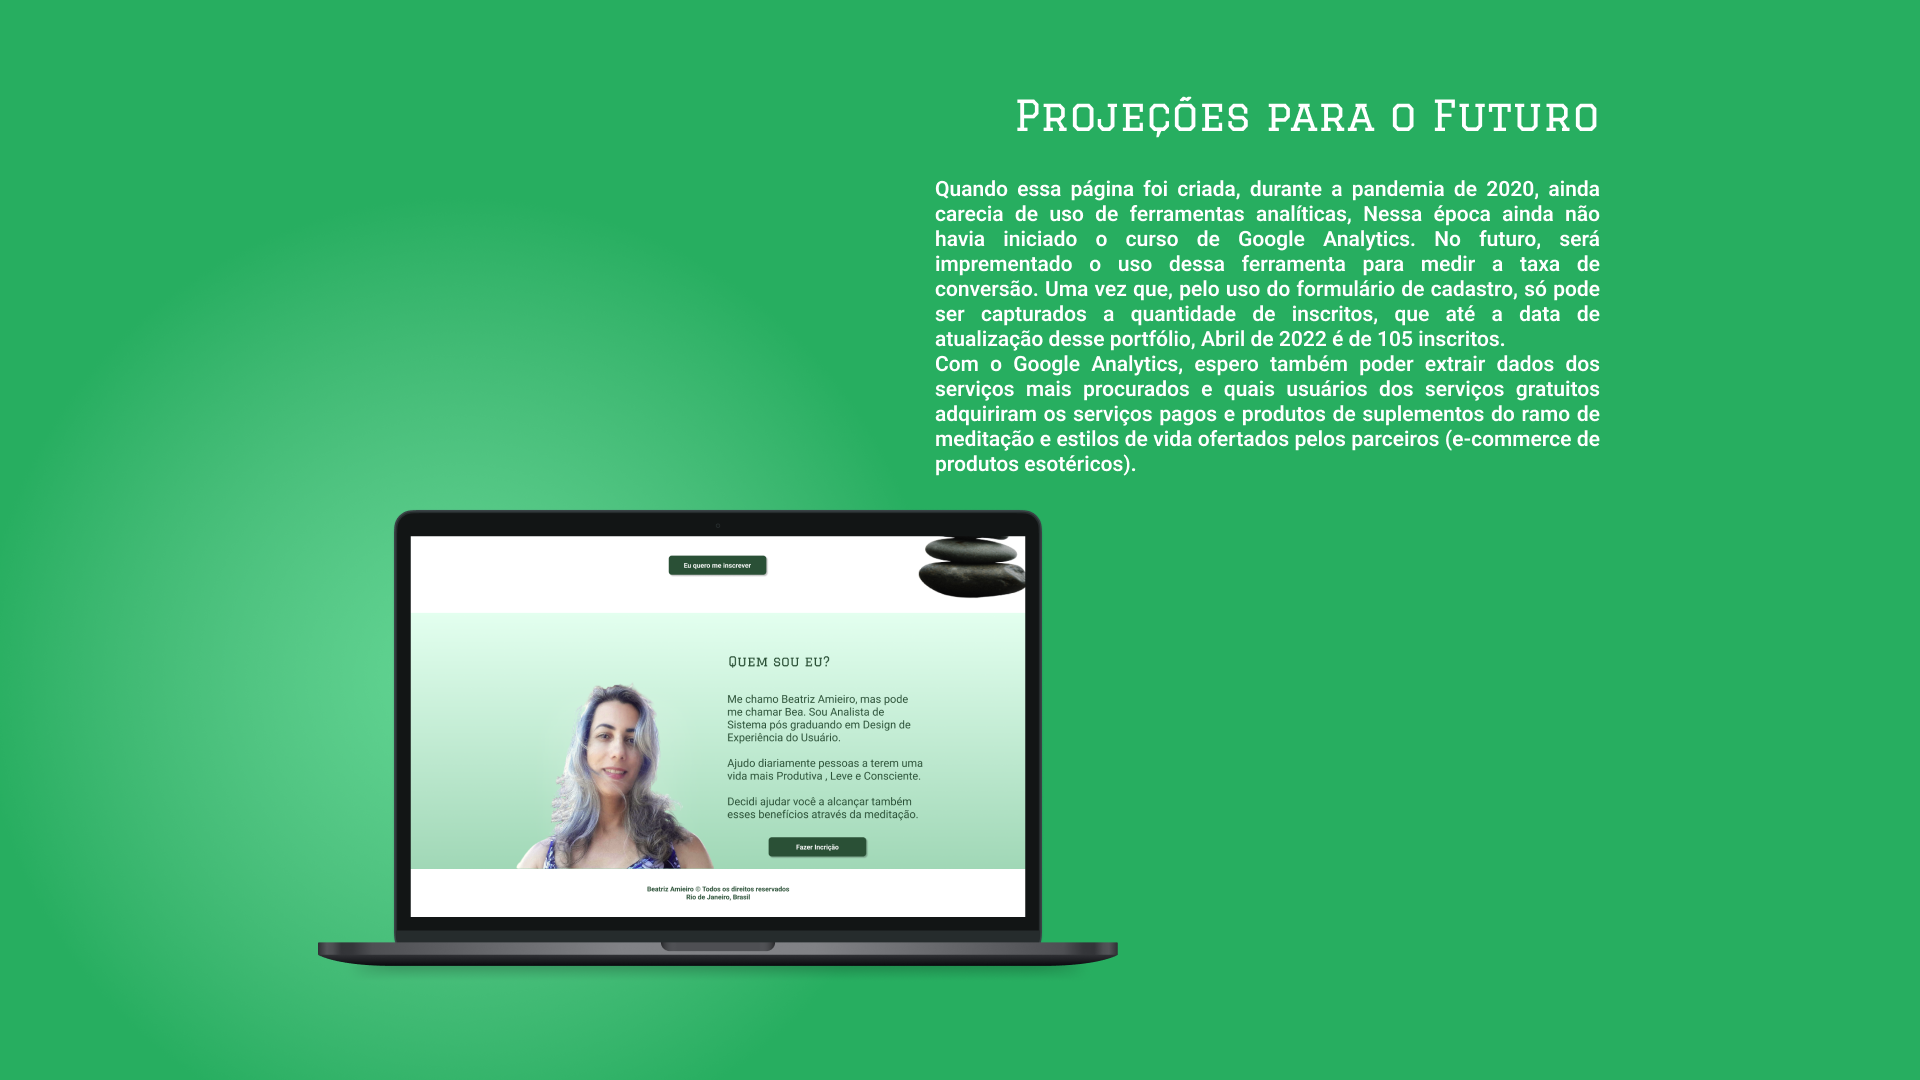 Projeções para o Futuro
Quando essa página foi criada, durante a pandemia de 2020, ainda
carecia de uso de ferramentas analíticas, Nessa época ainda não
havia iniciado o curso de Google Analytics. No futuro, será
imprementado o uso dessa ferramenta para medir a taxa de
conversão. Uma vez que, pelo uso do formulário de cadastro, só pode
ser capturados a quantidade de inscritos, que até a data de
atualização desse portfólio, Abril de 2022 é de 105 inscritos.
Com o Google Analytics, espero também poder extrair dados dos
serviços mais procurados e quais usuários dos serviços gratuitos
adquiriram os serviços pagos e produtos de suplementos do ramo de
meditação e estilos de vida ofertados pelos parceiros (e-commerce de
produtos esotéricos).
Eu quero me inscrever
Quem sou eu?
Me chamo Beatriz Amieiro, mas pode
me chamar Bea. Sou Analista de
Sistema pós graduando em Design de
Experiência do Usuário.
Ajudo diariamente pessoas a terem uma
vida mais Produtiva , Leve e Consciente.
Decidi ajudar você a alcançar também
esses benefícios através da meditação.
Fazer Incrição
Beatriz Amieiro © Todos os direitos reservados
Rio de Janeiro, Brasil